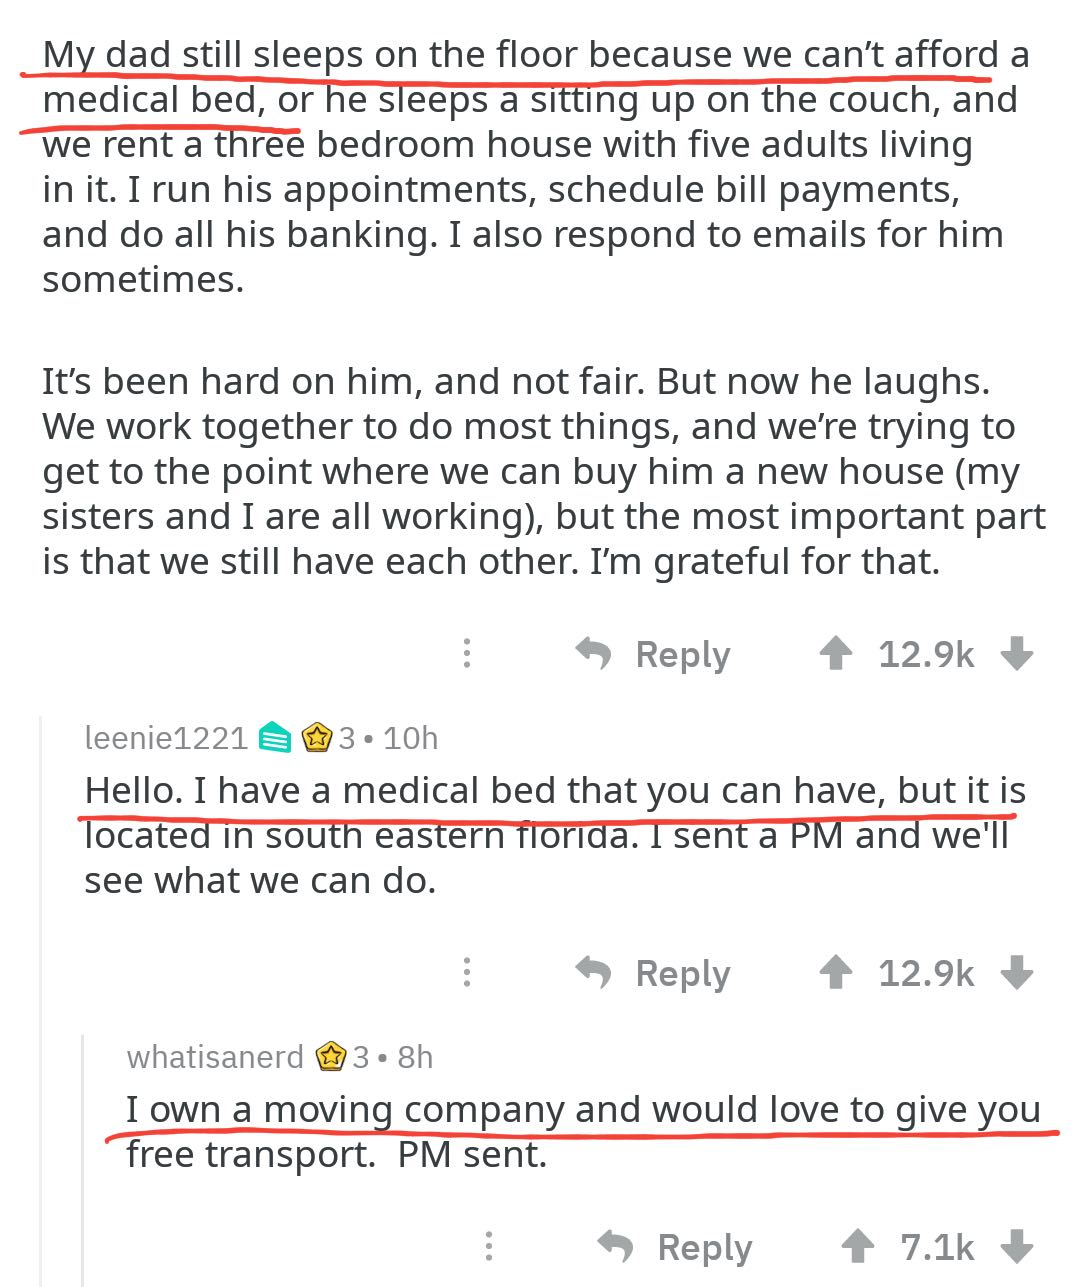 My dad still sleeps on the floor because we can't afford a
medical bed, or he sleeps a sitting up on the couch, and
we rent a three bedroom house with five adults living
in it. I run his appointments, schedule bill payments,
and do all his banking. I also respond to emails for him
sometimes.
It's been hard on him, and not fair. But now he laughs.
We work together to do most things, and we're trying to
get to the point where we can buy him a new house (my
sisters and I are all working), but the most important part
is that we still have each other. I'm grateful for that.
Reply 12.9k
leenie1221 3 • 10h
Hello. I have a medical bed that you can have, but it is
located in south eastern florida. I sent a PM and we'll
see what we can do.
Reply 12.9k
whatisanerd 3 • 8h
I own a moving company and would love to give you
free transport.  PM sent.
Reply 7.1k